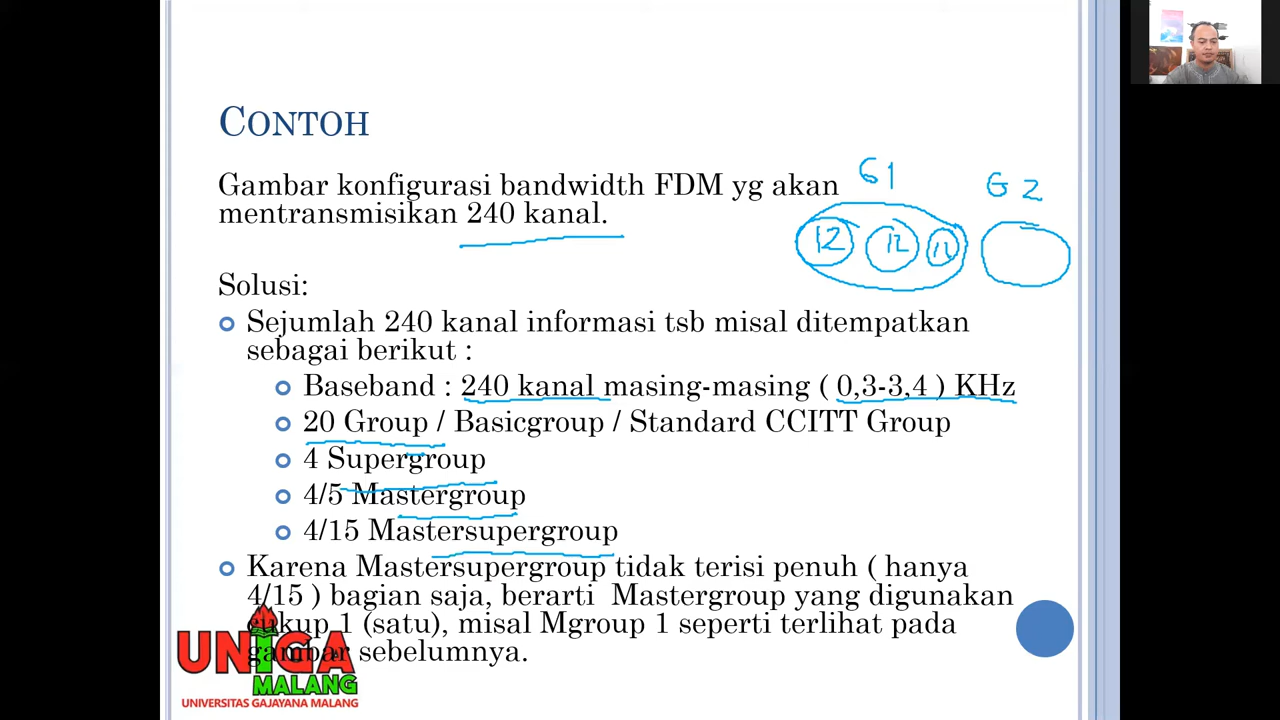 CONTOH
Gambar konfigurasi bandwidth FDM yg akan
mentransmisikan 240 kanal.
G1
G2
12 12 12
Solusi:
Sejumlah 240 kanal informasi tsb misal ditempatkan
sebagai berikut :
Baseband : 240 kanal masing-masing ( 0,3-3,4 ) KHz
20 Group / Basicgroup / Standard CCITT Group
4 Supergroup
4/5 Mastergroup
4/15 Mastersupergroup
Karena Mastersupergroup tidak terisi penuh ( hanya
4/15 ) bagian saja, berarti Mastergroup yang digunakan
cukup 1 (satu), misal Mgroup 1 seperti terlihat pada
gambar sebelumnya.
UNIGA
MALANG
UNIVERSITAS GAJAYANA MALANG